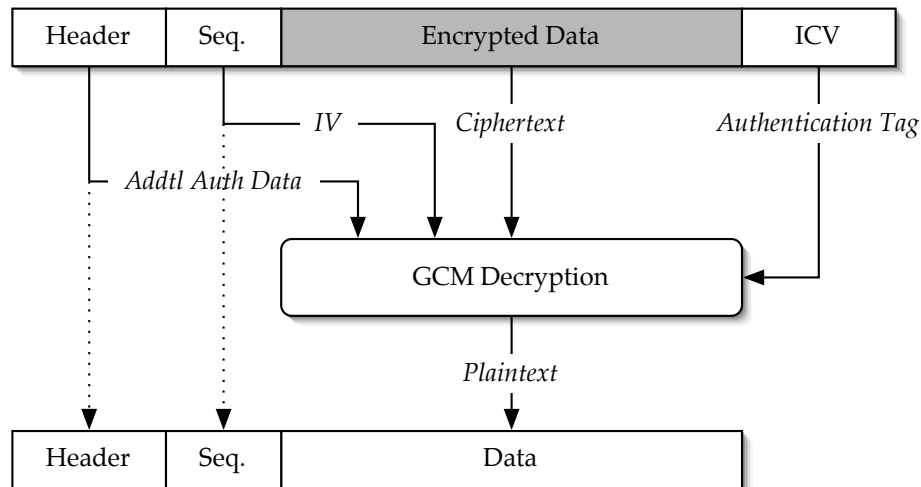 Header Seq. Encrypted Data ICV
IV Ciphertext Authentication Tag
Addtl Auth Data
GCM Decryption
Plaintext
Header Seq. Data